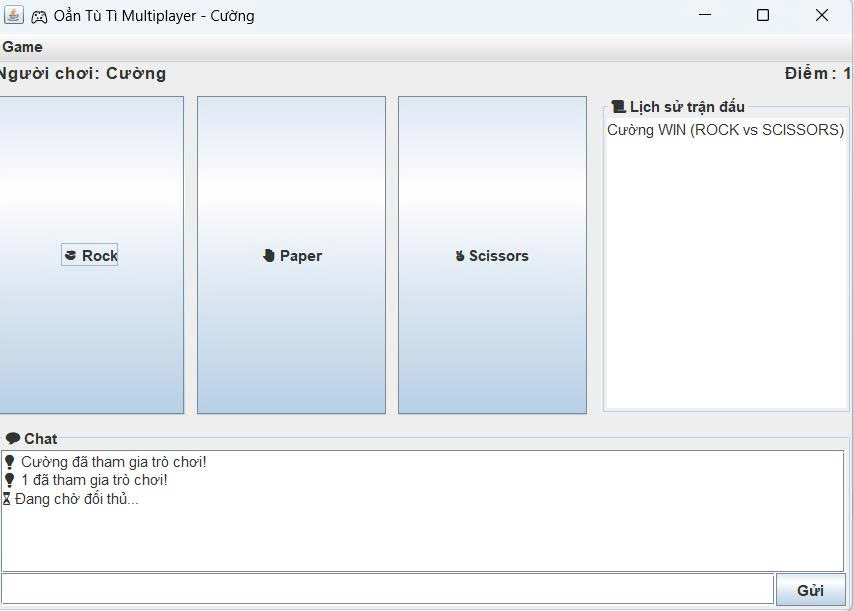 Oẳn Tù Tì Multiplayer - Cường
Game
Người chơi: Cường
Điểm: 1
Rock
Paper
Scissors
Lịch sử trận đấu
Cường WIN (ROCK vs SCISSORS)
Chat
Cường đã tham gia trò chơi!
1 đã tham gia trò chơi!
Đang chờ đối thủ...
Gửi